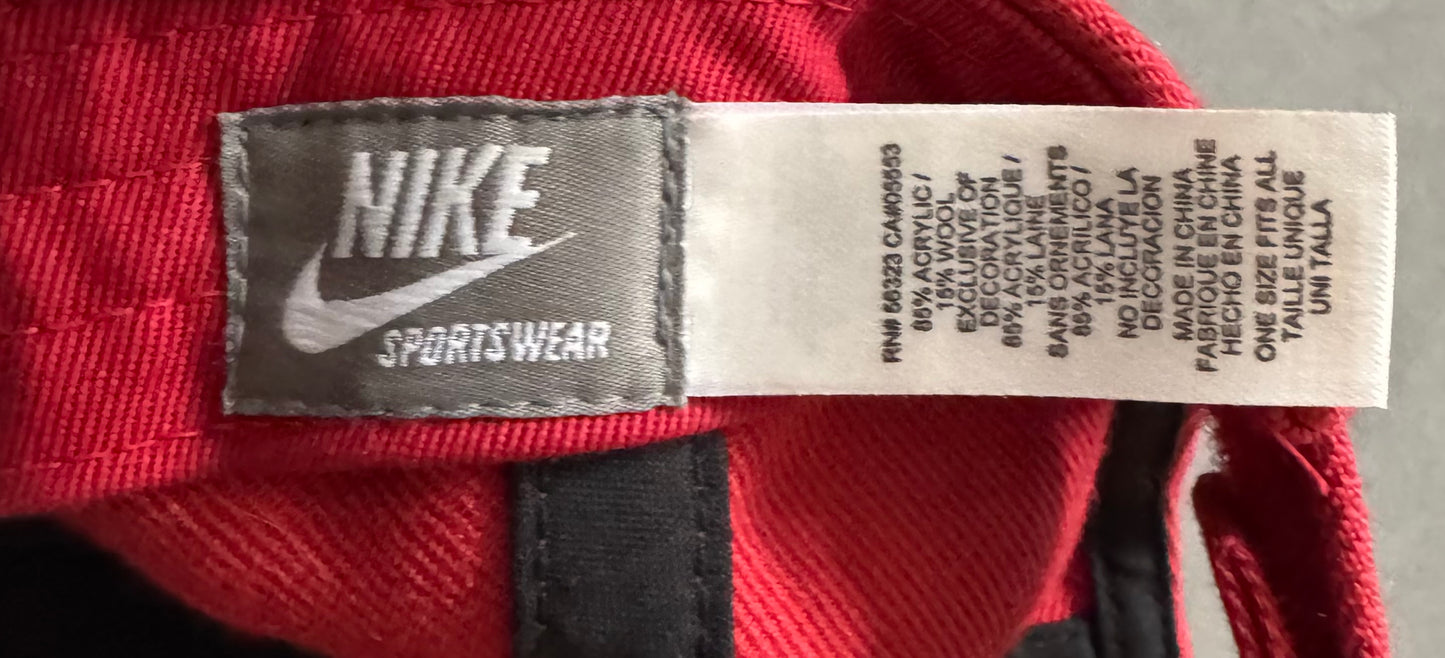 NIKE
SPORTSWEAR
RN# 56323 CA#05553
85% ACRYLIC /
15% WOOL
EXCLUSIVE OF
DECORATION
85% ACRYLIQUE /
15% LAINE
SANS ORNEMENTS
85% ACRILICO /
15% LANA
NO INCLUYE LA
DECORACION
MADE IN CHINA
FABRIQUE EN CHINE
HECHO EN CHINA
ONE SIZE FITS ALL
TAILLE UNIQUE
UNI TALLA